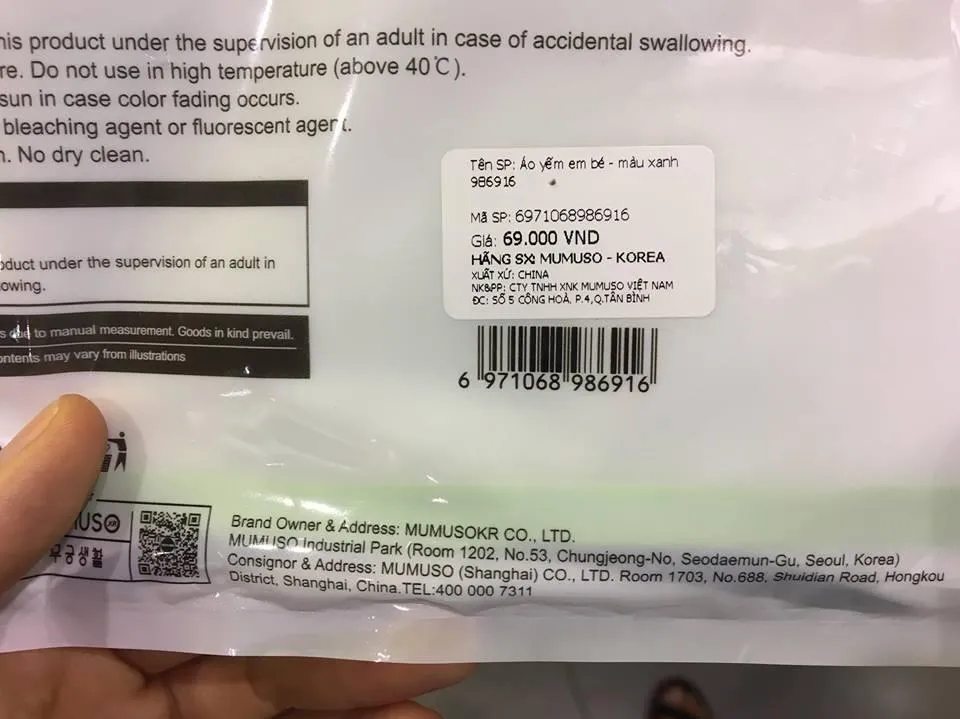 his product under the supervision of an adult in case of accidental swallowing.
re. Do not use in high temperature (above 40℃).
sun in case color fading occurs.
bleaching agent or fluorescent agent.
n. No dry clean.
oduct under the supervision of an adult in
owing.
s due to manual measurement. Goods in kind prevail.
ontents may vary from illustrations
Tên SP: Áo yếm em bé - màu xanh
986916
Mã SP: 6971068986916
Giá: 69.000 VND
HÃNG SX: MUMUSO - KOREA
XUẤT XỨ: CHINA
NK&PP: CTY TNHH XNK MUMUSO VIỆT NAM
ĐC: SỐ 5 CỘNG HOÀ, P.4,Q.TÂN BÌNH
6 971068 986916
MUSO.KR
무궁생활
Brand Owner & Address: MUMUSOKR CO., LTD.
MUMUSO Industrial Park (Room 1202, No.53, Chungjeong-No, Seodaemun-Gu, Seoul, Korea)
Consignor & Address: MUMUSO (Shanghai) CO., LTD. Room 1703, No.688, Shuidian Road, Hongkou
District, Shanghai, China.TEL:400 000 7311